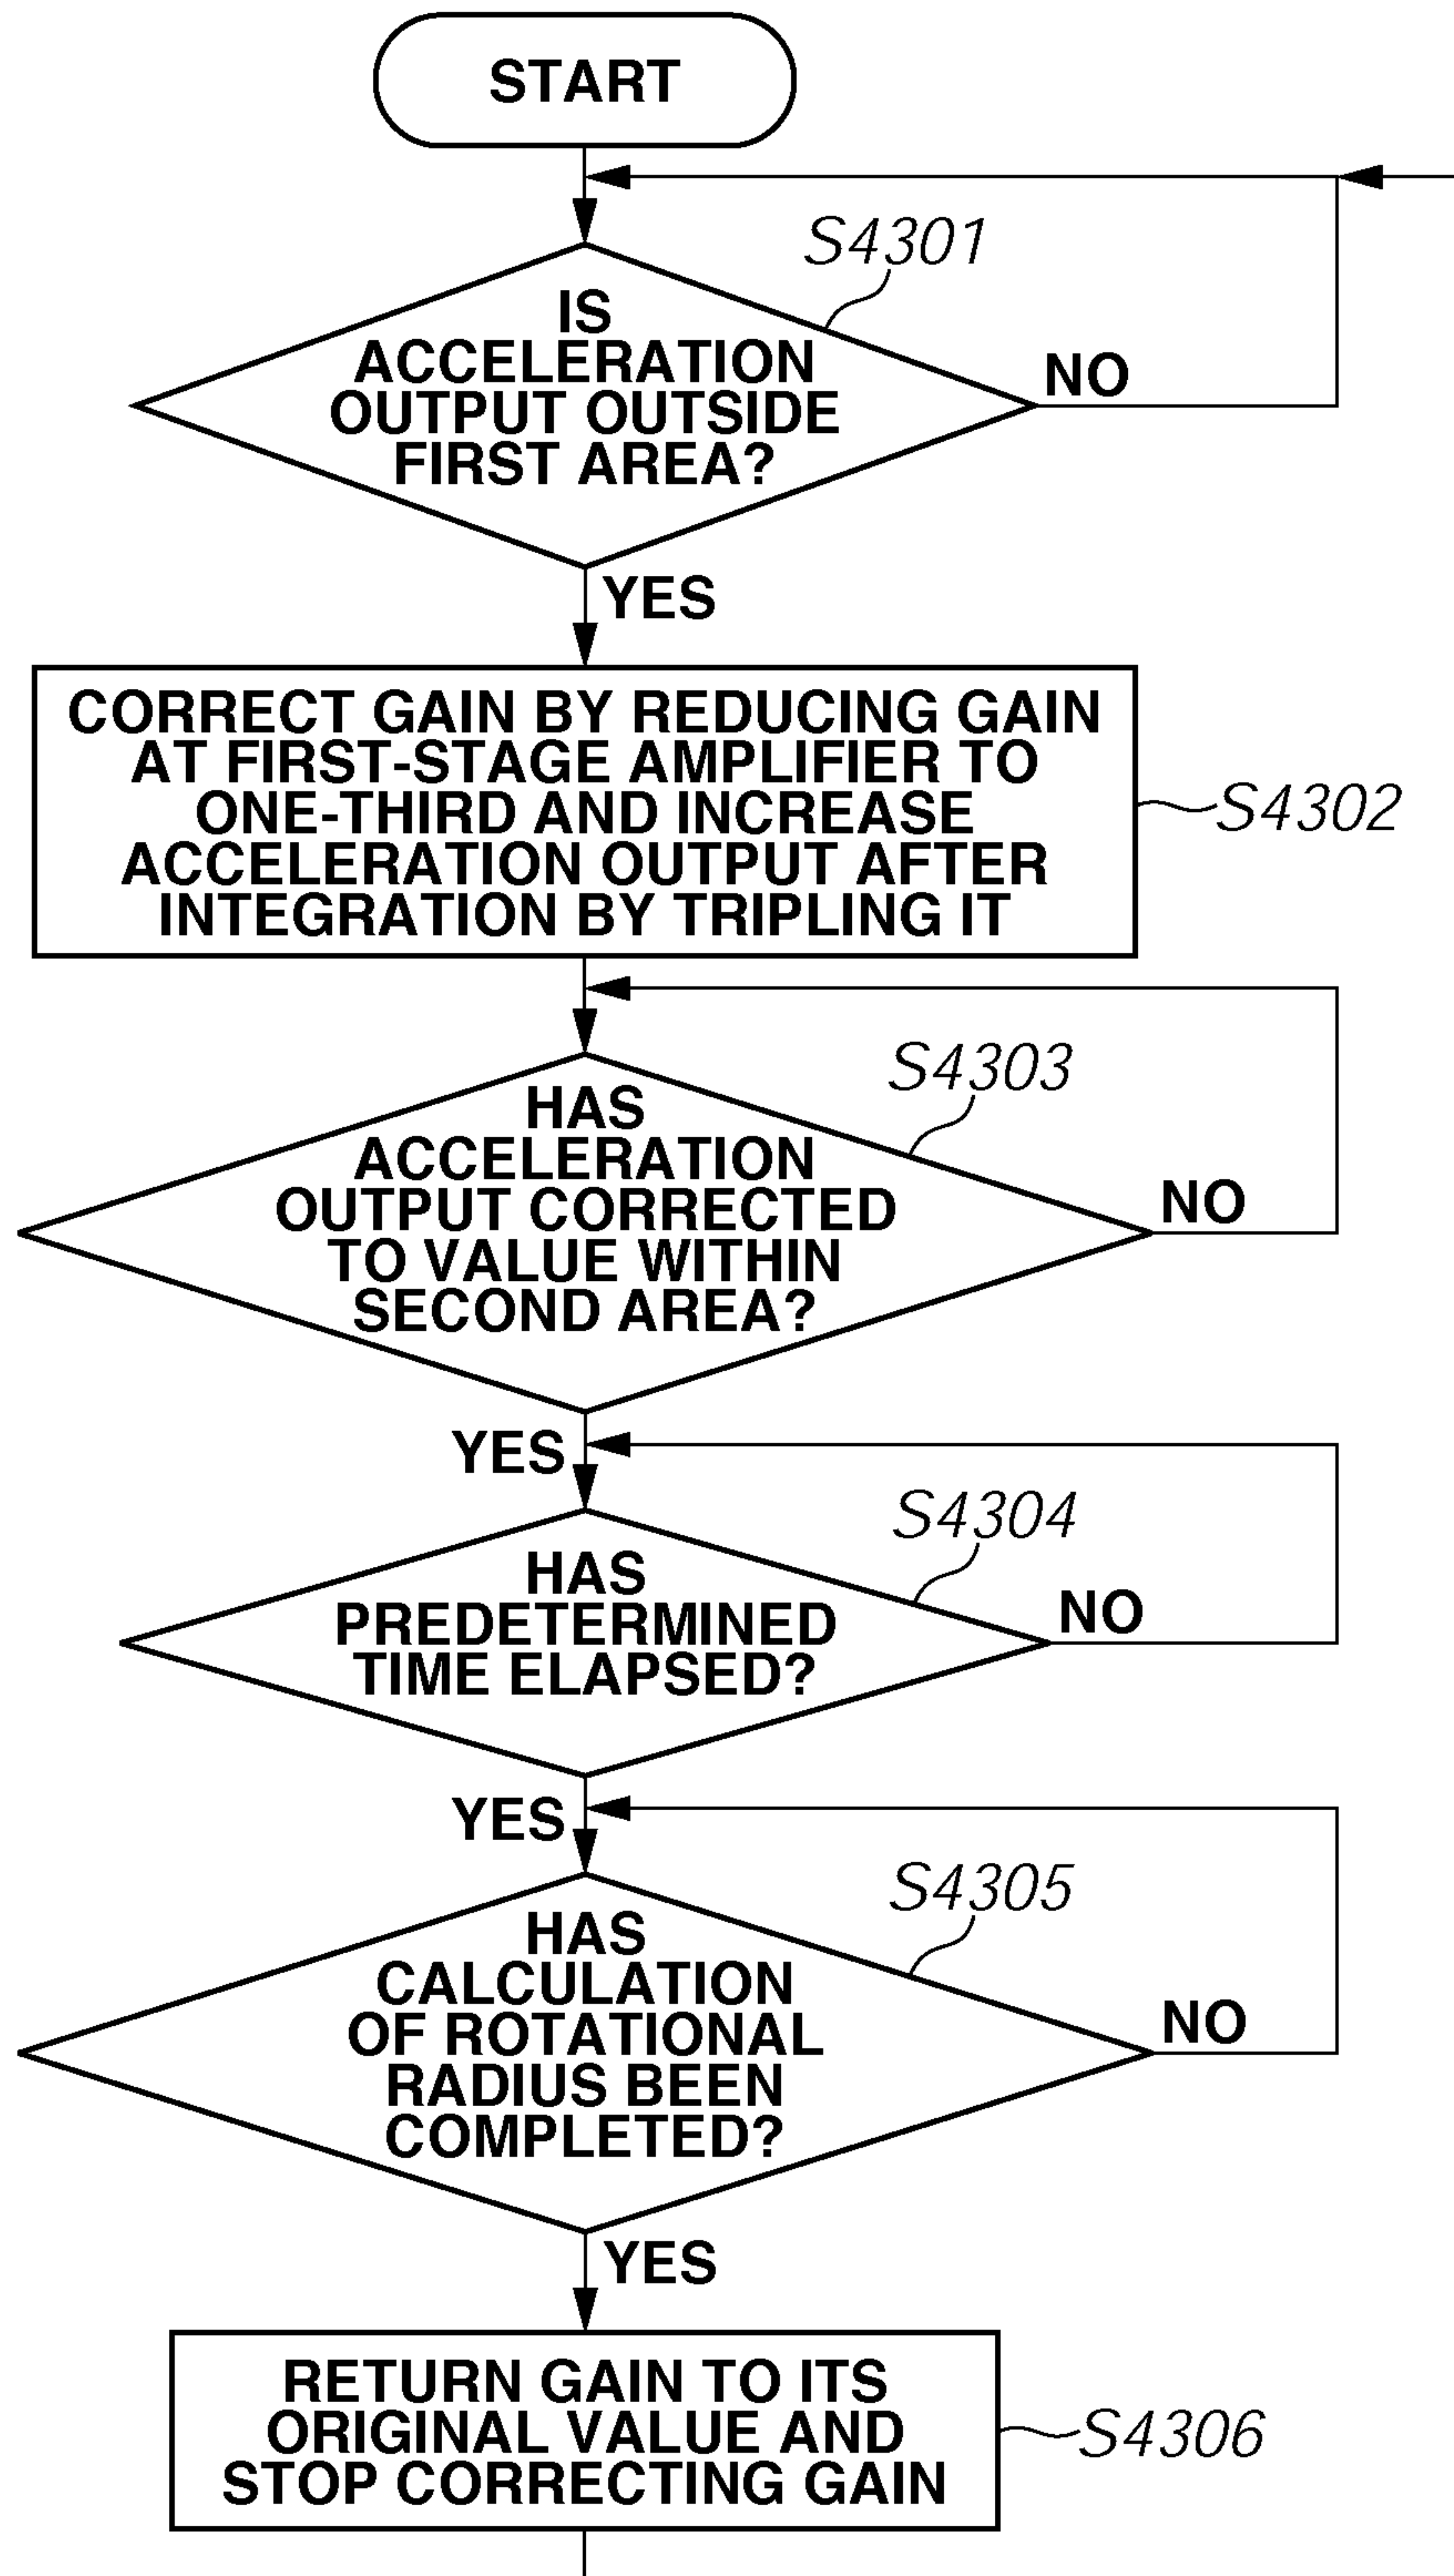 START
S4301
IS
ACCELERATION
OUTPUT OUTSIDE
FIRST AREA?
NO
YES
CORRECT GAIN BY REDUCING GAIN
AT FIRST-STAGE AMPLIFIER TO
ONE-THIRD AND INCREASE
ACCELERATION OUTPUT AFTER
INTEGRATION BY TRIPLING IT
S4302
S4303
HAS
ACCELERATION
OUTPUT CORRECTED
TO VALUE WITHIN
SECOND AREA?
NO
YES
S4304
HAS
PREDETERMINED
TIME ELAPSED?
NO
YES
S4305
HAS
CALCULATION
OF ROTATIONAL
RADIUS BEEN
COMPLETED?
NO
YES
RETURN GAIN TO ITS
ORIGINAL VALUE AND
STOP CORRECTING GAIN
S4306